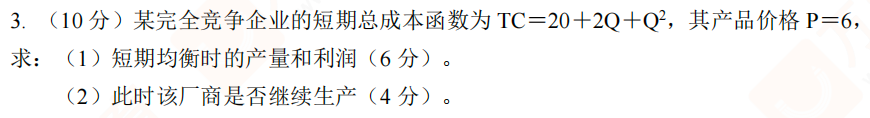 3. （10 分）某完全竞争企业的短期总成本函数为 TC＝20＋2Q＋Q²，其产品价格 P＝6，
求：（1）短期均衡时的产量和利润（6 分）。
（2）此时该厂商是否继续生产（4 分）。